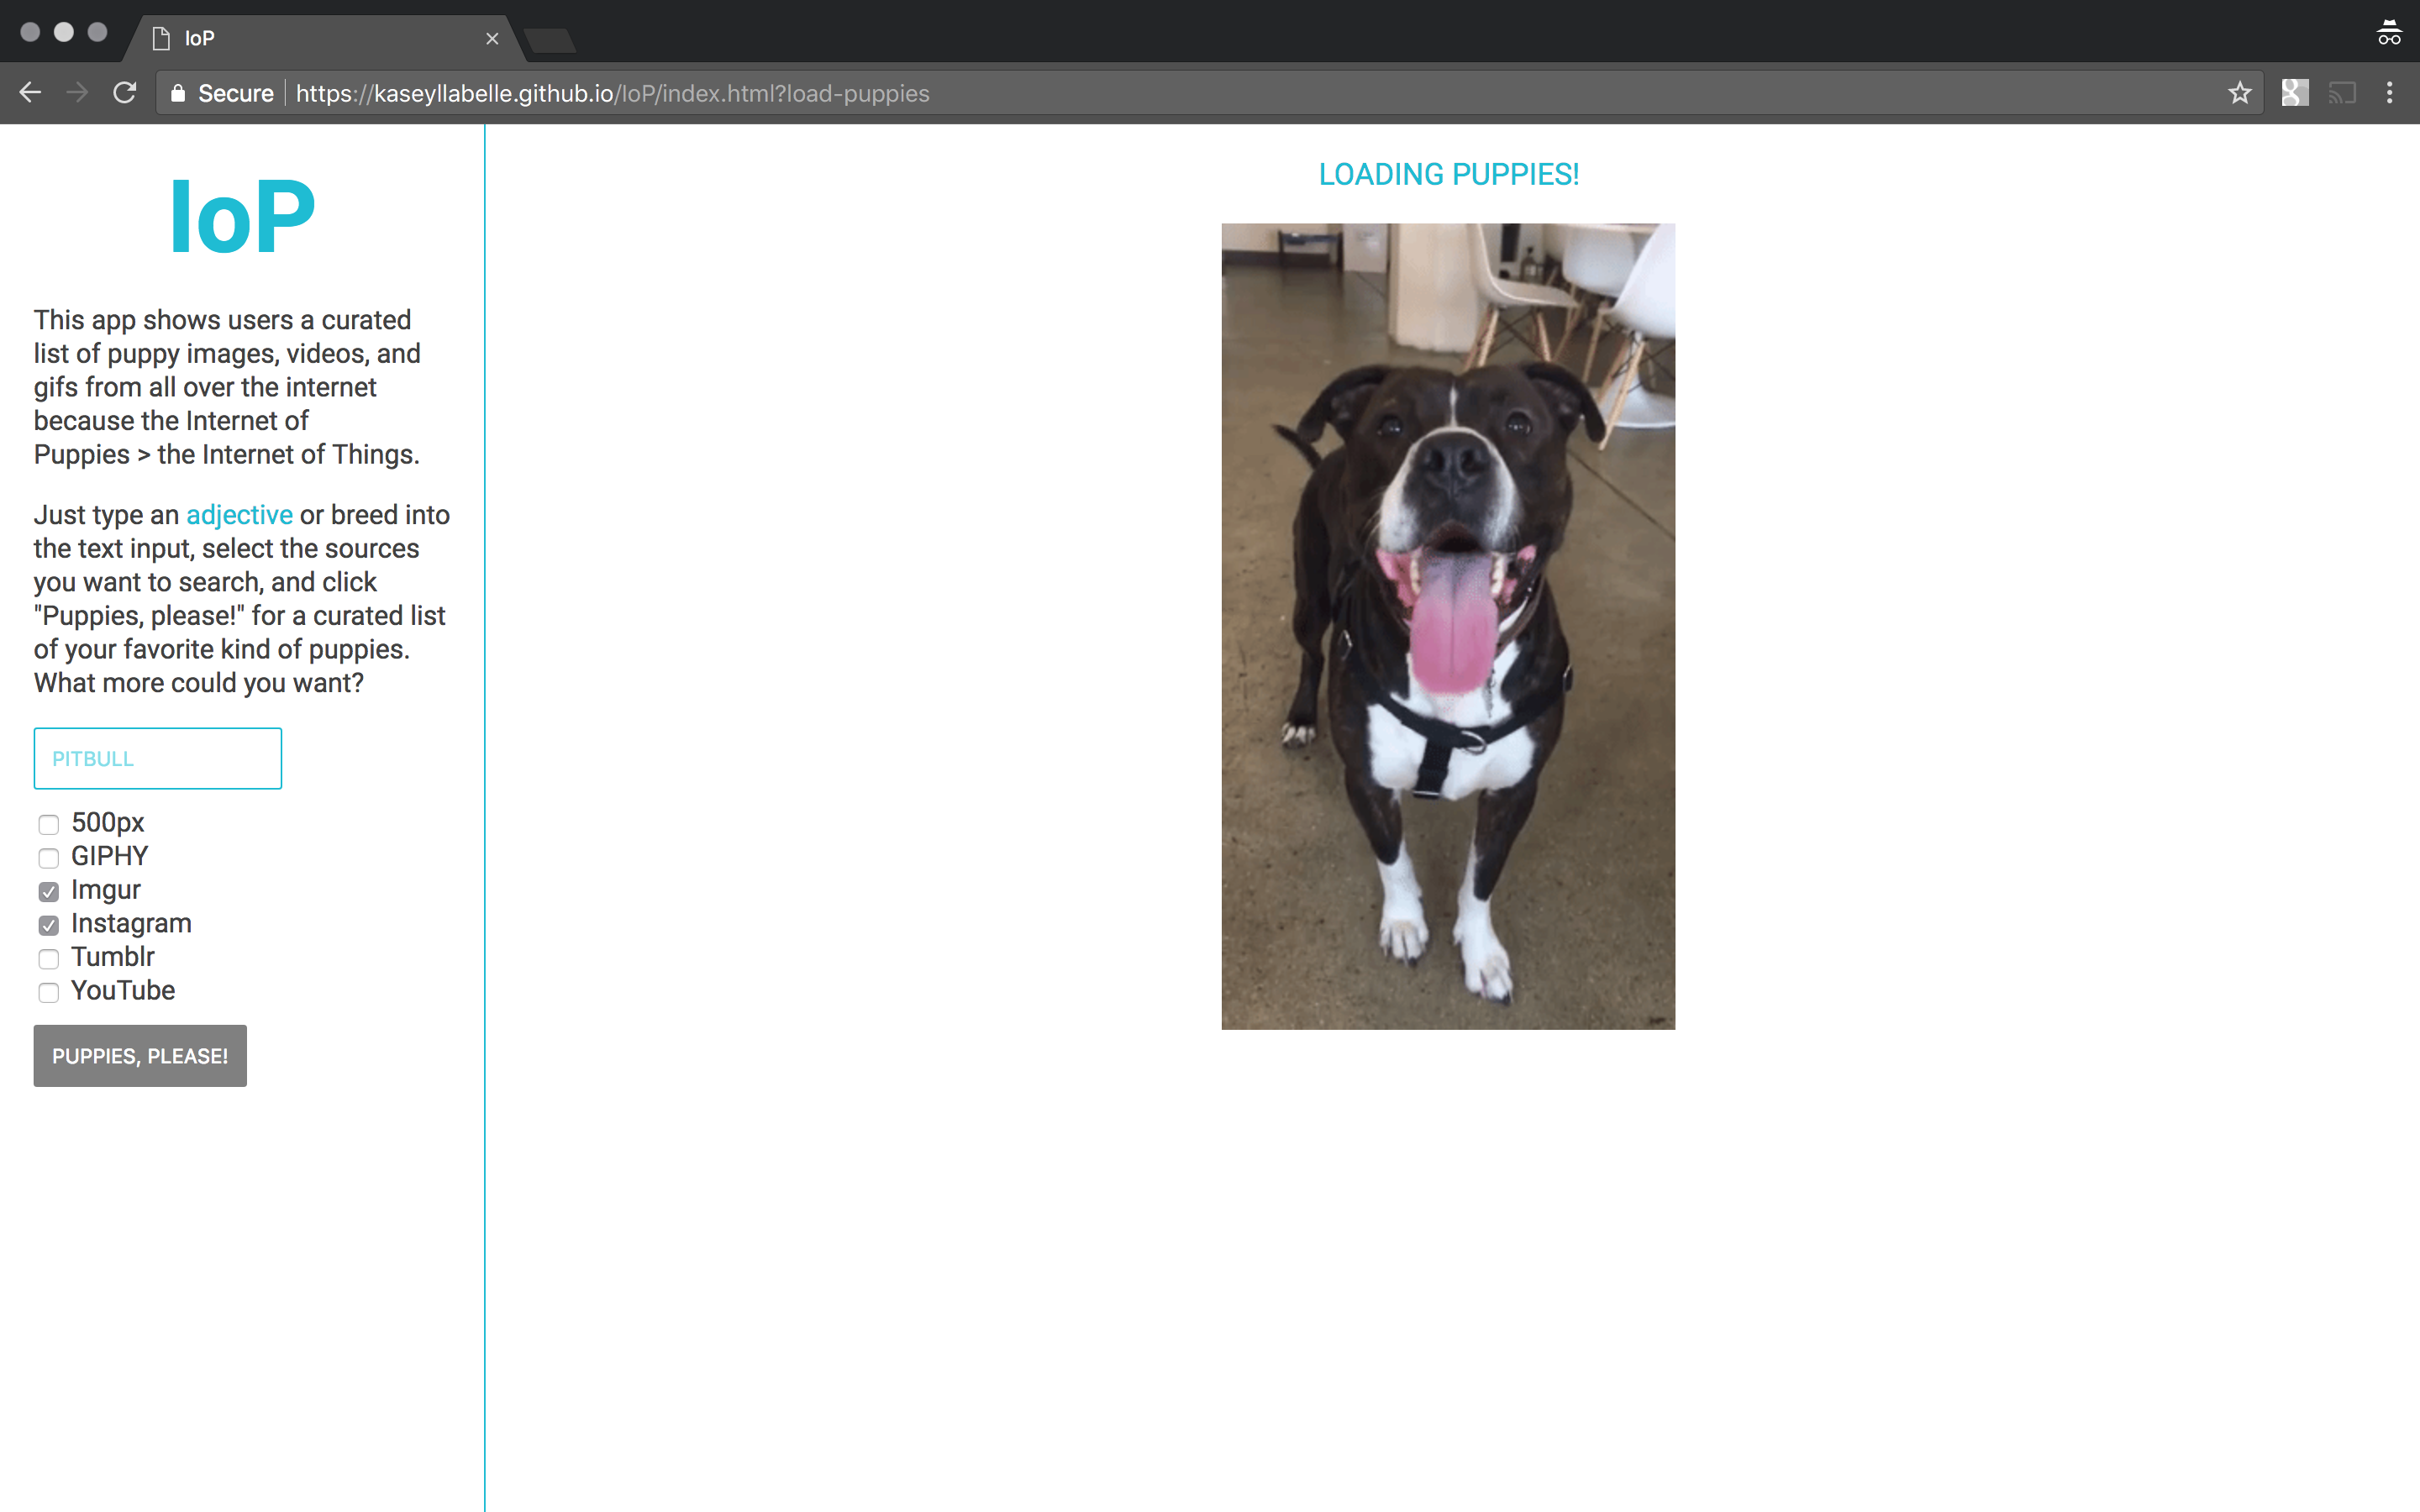 IoP
Secure https://kaseyllabelle.github.io/IoP/index.html?load-puppies
IoP
This app shows users a curated
list of puppy images, videos, and
gifs from all over the internet
because the Internet of
Puppies > the Internet of Things.
Just type an adjective or breed into
the text input, select the sources
you want to search, and click
"Puppies, please!" for a curated list
of your favorite kind of puppies.
What more could you want?
PITBULL
500px
GIPHY
Imgur
Instagram
Tumblr
YouTube
PUPPIES, PLEASE!
LOADING PUPPIES!